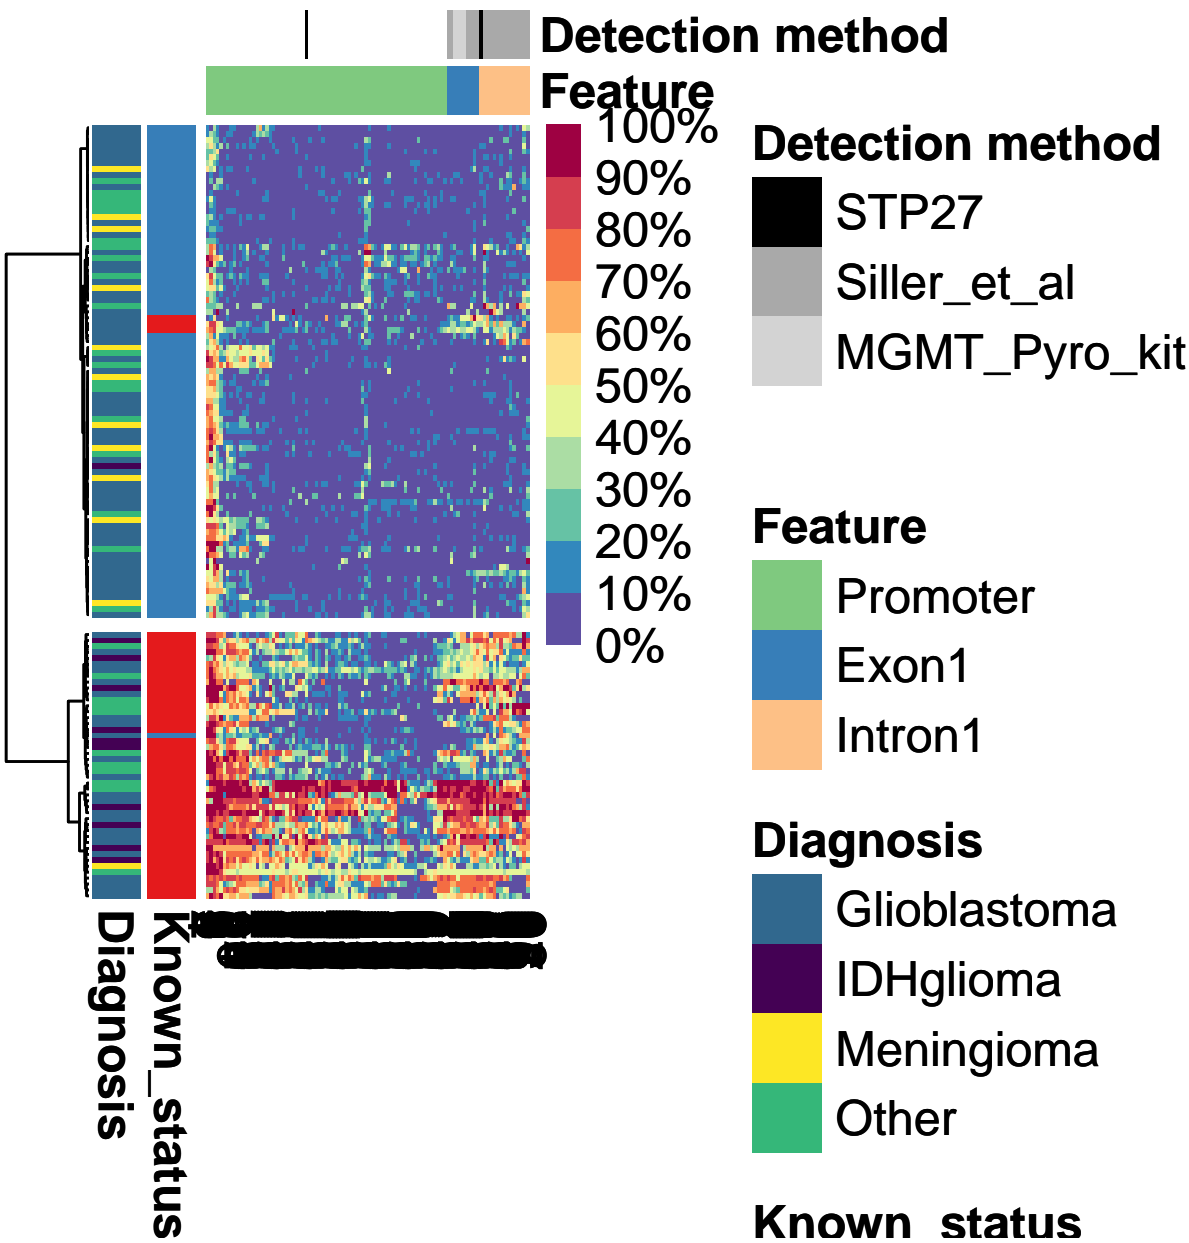 Detection method
Feature
100%
90%
80%
70%
60%
50%
40%
30%
20%
10%
0%
Detection method
STP27
Siller_et_al
MGMT_Pyro_kit
Feature
Promoter
Exon1
Intron1
Diagnosis
Glioblastoma
IDHglioma
Meningioma
Other
Known_status
Diagnosis
Known_status